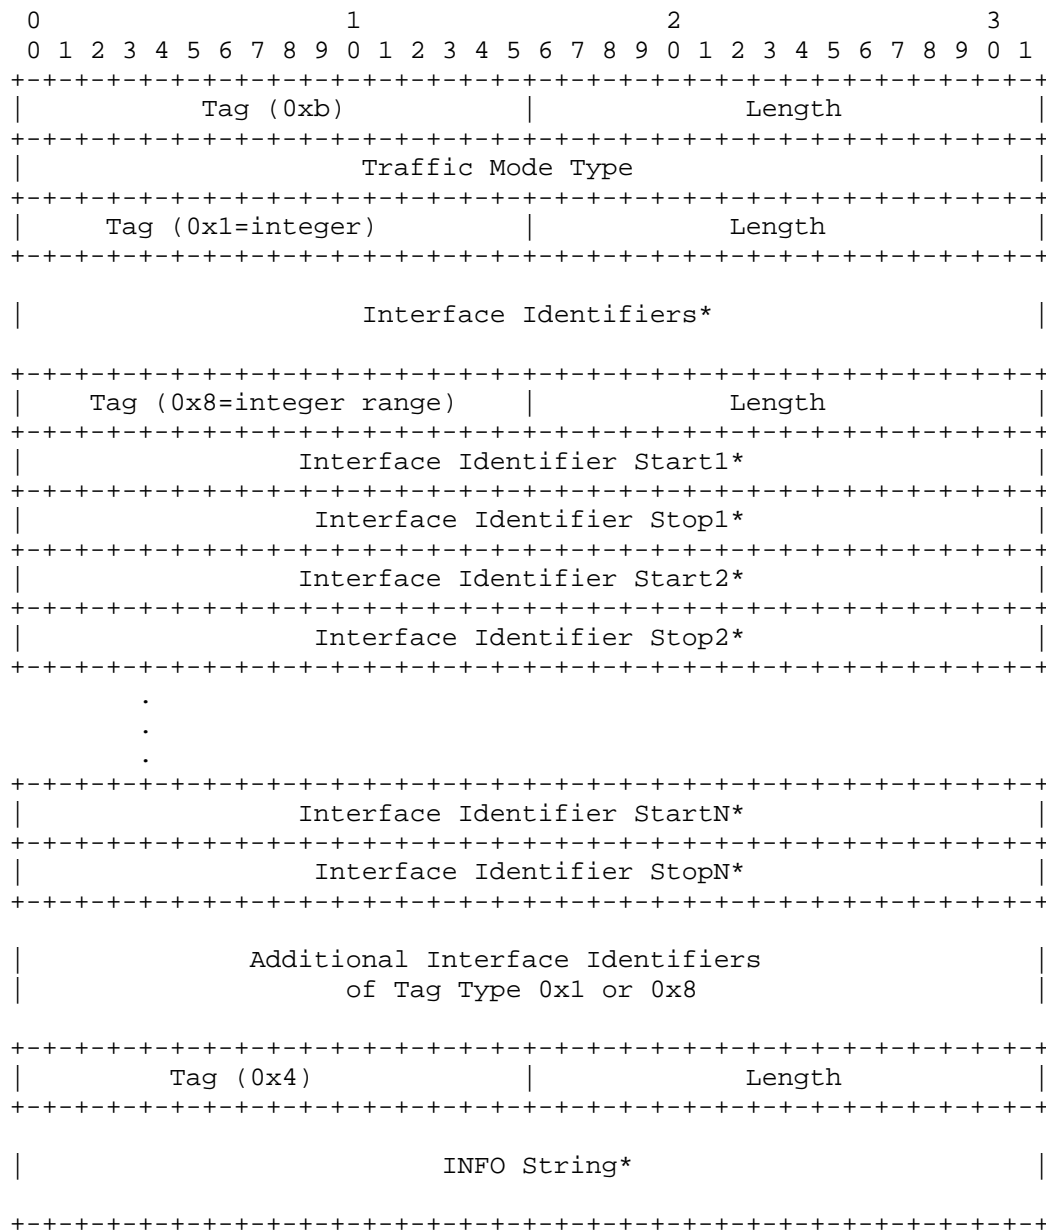 0                   1                   2                   3
 0 1 2 3 4 5 6 7 8 9 0 1 2 3 4 5 6 7 8 9 0 1 2 3 4 5 6 7 8 9 0 1
+-+-+-+-+-+-+-+-+-+-+-+-+-+-+-+-+-+-+-+-+-+-+-+-+-+-+-+-+-+-+-+-+
|           Tag (0xb)           |             Length            |
+-+-+-+-+-+-+-+-+-+-+-+-+-+-+-+-+-+-+-+-+-+-+-+-+-+-+-+-+-+-+-+-+
|                     Traffic Mode Type                         |
+-+-+-+-+-+-+-+-+-+-+-+-+-+-+-+-+-+-+-+-+-+-+-+-+-+-+-+-+-+-+-+-+
|     Tag (0x1=integer)         |            Length             |
+-+-+-+-+-+-+-+-+-+-+-+-+-+-+-+-+-+-+-+-+-+-+-+-+-+-+-+-+-+-+-+-+
|                     Interface Identifiers*                    |
+-+-+-+-+-+-+-+-+-+-+-+-+-+-+-+-+-+-+-+-+-+-+-+-+-+-+-+-+-+-+-+-+
|    Tag (0x8=integer range)    |            Length             |
+-+-+-+-+-+-+-+-+-+-+-+-+-+-+-+-+-+-+-+-+-+-+-+-+-+-+-+-+-+-+-+-+
|                 Interface Identifier Start1*                  |
+-+-+-+-+-+-+-+-+-+-+-+-+-+-+-+-+-+-+-+-+-+-+-+-+-+-+-+-+-+-+-+-+
|                  Interface Identifier Stop1*                  |
+-+-+-+-+-+-+-+-+-+-+-+-+-+-+-+-+-+-+-+-+-+-+-+-+-+-+-+-+-+-+-+-+
|                 Interface Identifier Start2*                  |
+-+-+-+-+-+-+-+-+-+-+-+-+-+-+-+-+-+-+-+-+-+-+-+-+-+-+-+-+-+-+-+-+
|                  Interface Identifier Stop2*                  |
+-+-+-+-+-+-+-+-+-+-+-+-+-+-+-+-+-+-+-+-+-+-+-+-+-+-+-+-+-+-+-+-+
        .
        .
        .
+-+-+-+-+-+-+-+-+-+-+-+-+-+-+-+-+-+-+-+-+-+-+-+-+-+-+-+-+-+-+-+-+
|                 Interface Identifier StartN*                  |
+-+-+-+-+-+-+-+-+-+-+-+-+-+-+-+-+-+-+-+-+-+-+-+-+-+-+-+-+-+-+-+-+
|                  Interface Identifier StopN*                  |
+-+-+-+-+-+-+-+-+-+-+-+-+-+-+-+-+-+-+-+-+-+-+-+-+-+-+-+-+-+-+-+-+
|              Additional Interface Identifiers                 |
|                    of Tag Type 0x1 or 0x8                     |
+-+-+-+-+-+-+-+-+-+-+-+-+-+-+-+-+-+-+-+-+-+-+-+-+-+-+-+-+-+-+-+-+
|         Tag (0x4)             |             Length            |
+-+-+-+-+-+-+-+-+-+-+-+-+-+-+-+-+-+-+-+-+-+-+-+-+-+-+-+-+-+-+-+-+
|                          INFO String*                         |
+-+-+-+-+-+-+-+-+-+-+-+-+-+-+-+-+-+-+-+-+-+-+-+-+-+-+-+-+-+-+-+-+